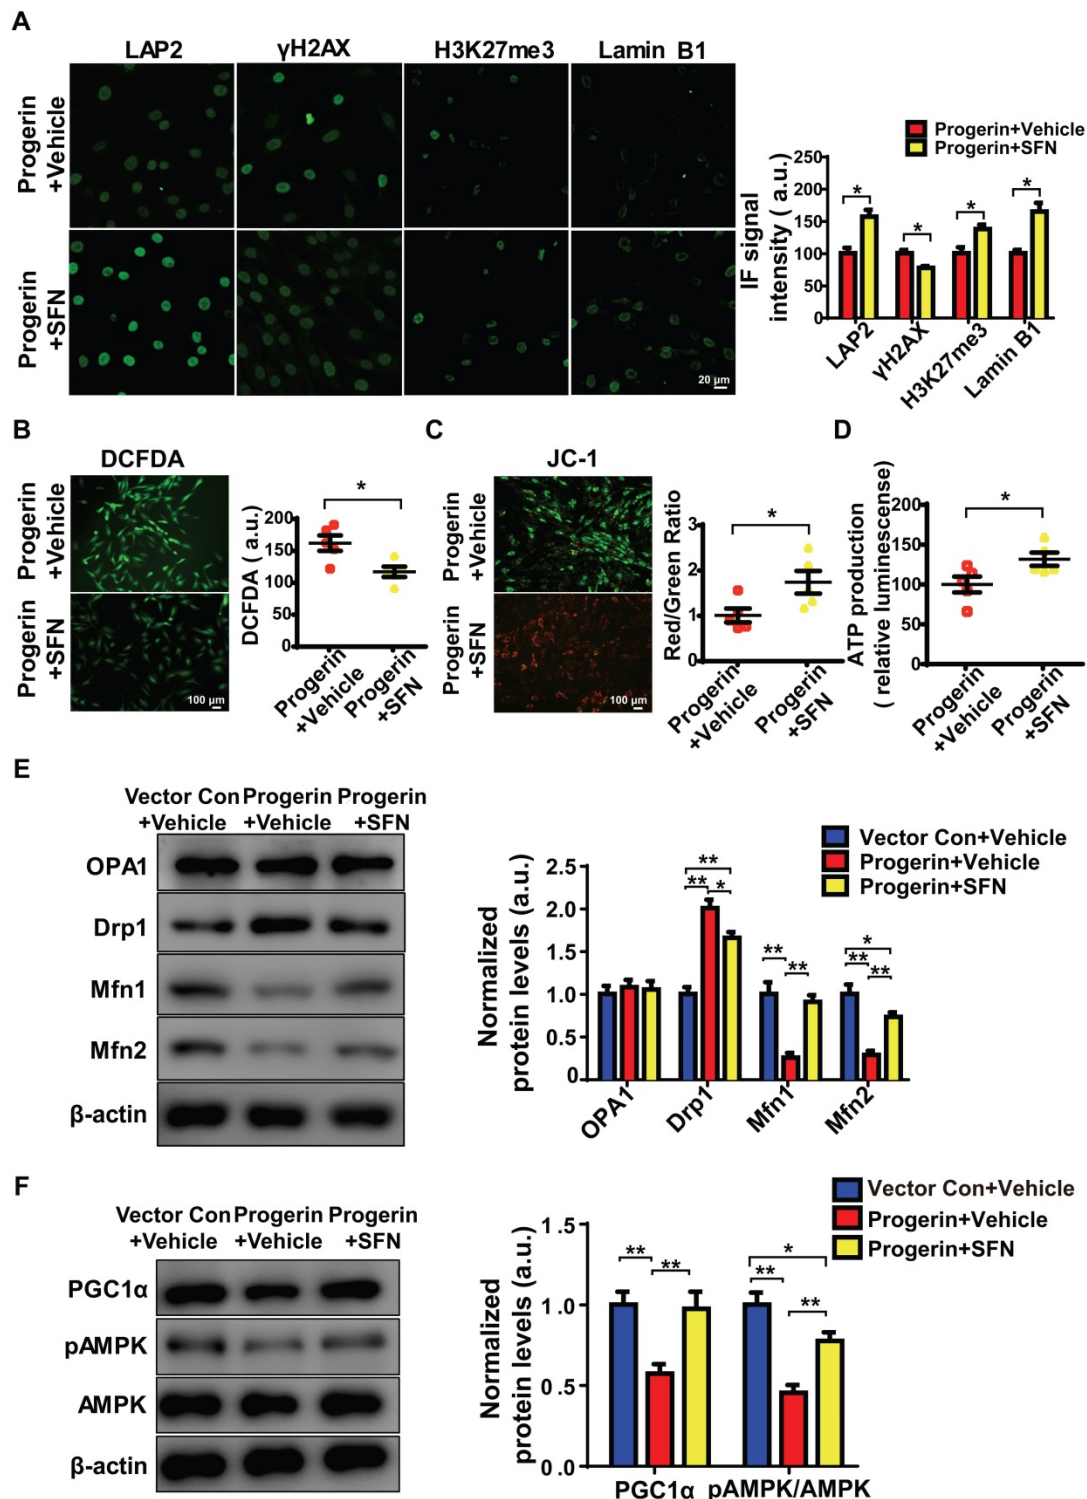 A
LAP2
γH2AX
H3K27me3
Lamin B1
Progerin
+Vehicle
Progerin
+SFN
20 μm
Progerin+Vehicle
Progerin+SFN
IF signal
intensity ( a.u.)
250
200
150
100
50
0
*
*
*
*
LAP2
γH2AX
H3K27me3
Lamin B1
B
DCFDA
Progerin
+Vehicle
Progerin
+SFN
100 μm
DCFDA ( a.u.)
200
150
100
50
0
*
Progerin
+Vehicle
Progerin
+SFN
C
JC-1
Progerin
+Vehicle
Progerin
+SFN
100 μm
Red/Green Ratio
3
2
1
0
*
Progerin
+Vehicle
Progerin
+SFN
D
ATP production
( relative luminescense)
200
150
100
50
0
*
Progerin
+Vehicle
Progerin
+SFN
E
Vector Con
+Vehicle
Progerin
+Vehicle
Progerin
+SFN
OPA1
Drp1
Mfn1
Mfn2
β-actin
Vector Con+Vehicle
Progerin+Vehicle
Progerin+SFN
Normalized
protein levels (a.u.)
2.5
2.0
1.5
1.0
0.5
0
**
** *
** **
*
**
**
OPA1
Drp1
Mfn1
Mfn2
F
Vector Con
+Vehicle
Progerin
+Vehicle
Progerin
+SFN
PGC1α
pAMPK
AMPK
β-actin
Vector Con+Vehicle
Progerin+Vehicle
Progerin+SFN
Normalized
protein levels (a.u.)
1.5
1.0
0.5
0.0
** **
*
**
**
PGC1α
pAMPK/AMPK